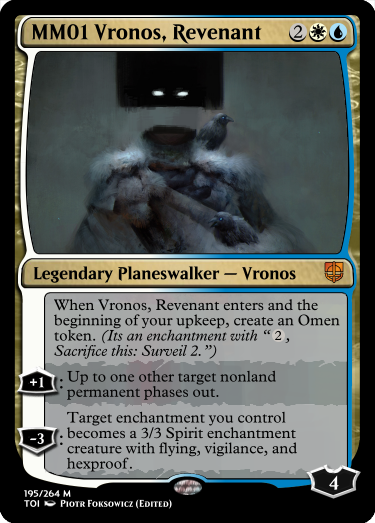 MM01 Vronos, Revenant 2
Legendary Planeswalker — Vronos
When Vronos, Revenant enters and the
beginning of your upkeep, create an Omen
token. (Its an enchantment with “ 2 ,
Sacrifice this: Surveil 2.”)
+1 : Up to one other target nonland
permanent phases out.
Target enchantment you control
-3 : becomes a 3/3 Spirit enchantment
creature with flying, vigilance, and
hexproof.
4
195/264 M
TOI Piotr Foksowicz (Edited)